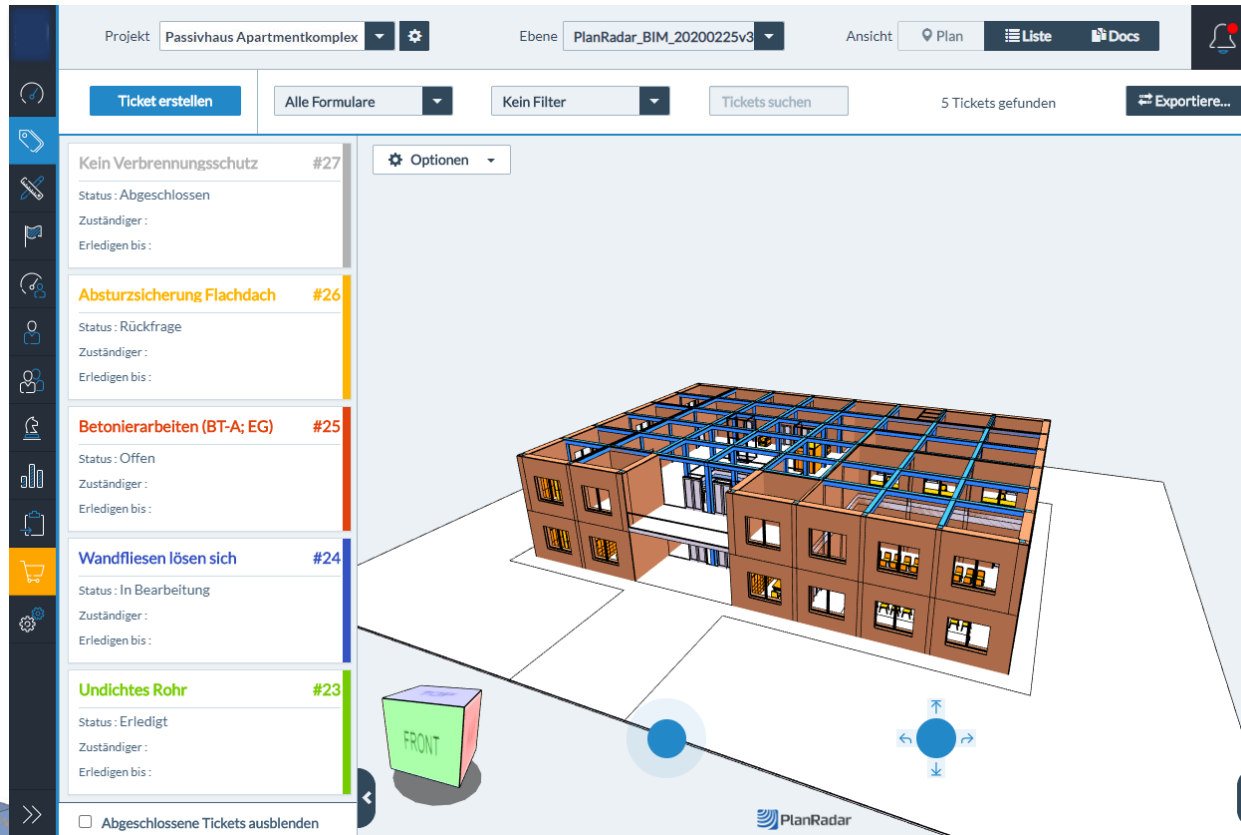 Projekt Passivhaus Apartmentkomplex Ebene PlanRadar_BIM_20200225v3 Ansicht Plan Liste Docs
Ticket erstellen Alle Formulare Kein Filter Tickets suchen 5 Tickets gefunden Exportiere...
Kein Verbrennungsschutz #27
Status : Abgeschlossen
Zuständiger :
Erledigen bis :
Absturzsicherung Flachdach #26
Status : Rückfrage
Zuständiger :
Erledigen bis :
Betonierarbeiten (BT-A; EG) #25
Status : Offen
Zuständiger :
Erledigen bis :
Wandfliesen lösen sich #24
Status : In Bearbeitung
Zuständiger :
Erledigen bis :
Undichtes Rohr #23
Status : Erledigt
Zuständiger :
Erledigen bis :
Abgeschlossene Tickets ausblenden
Optionen
TOP
FRONT
PlanRadar